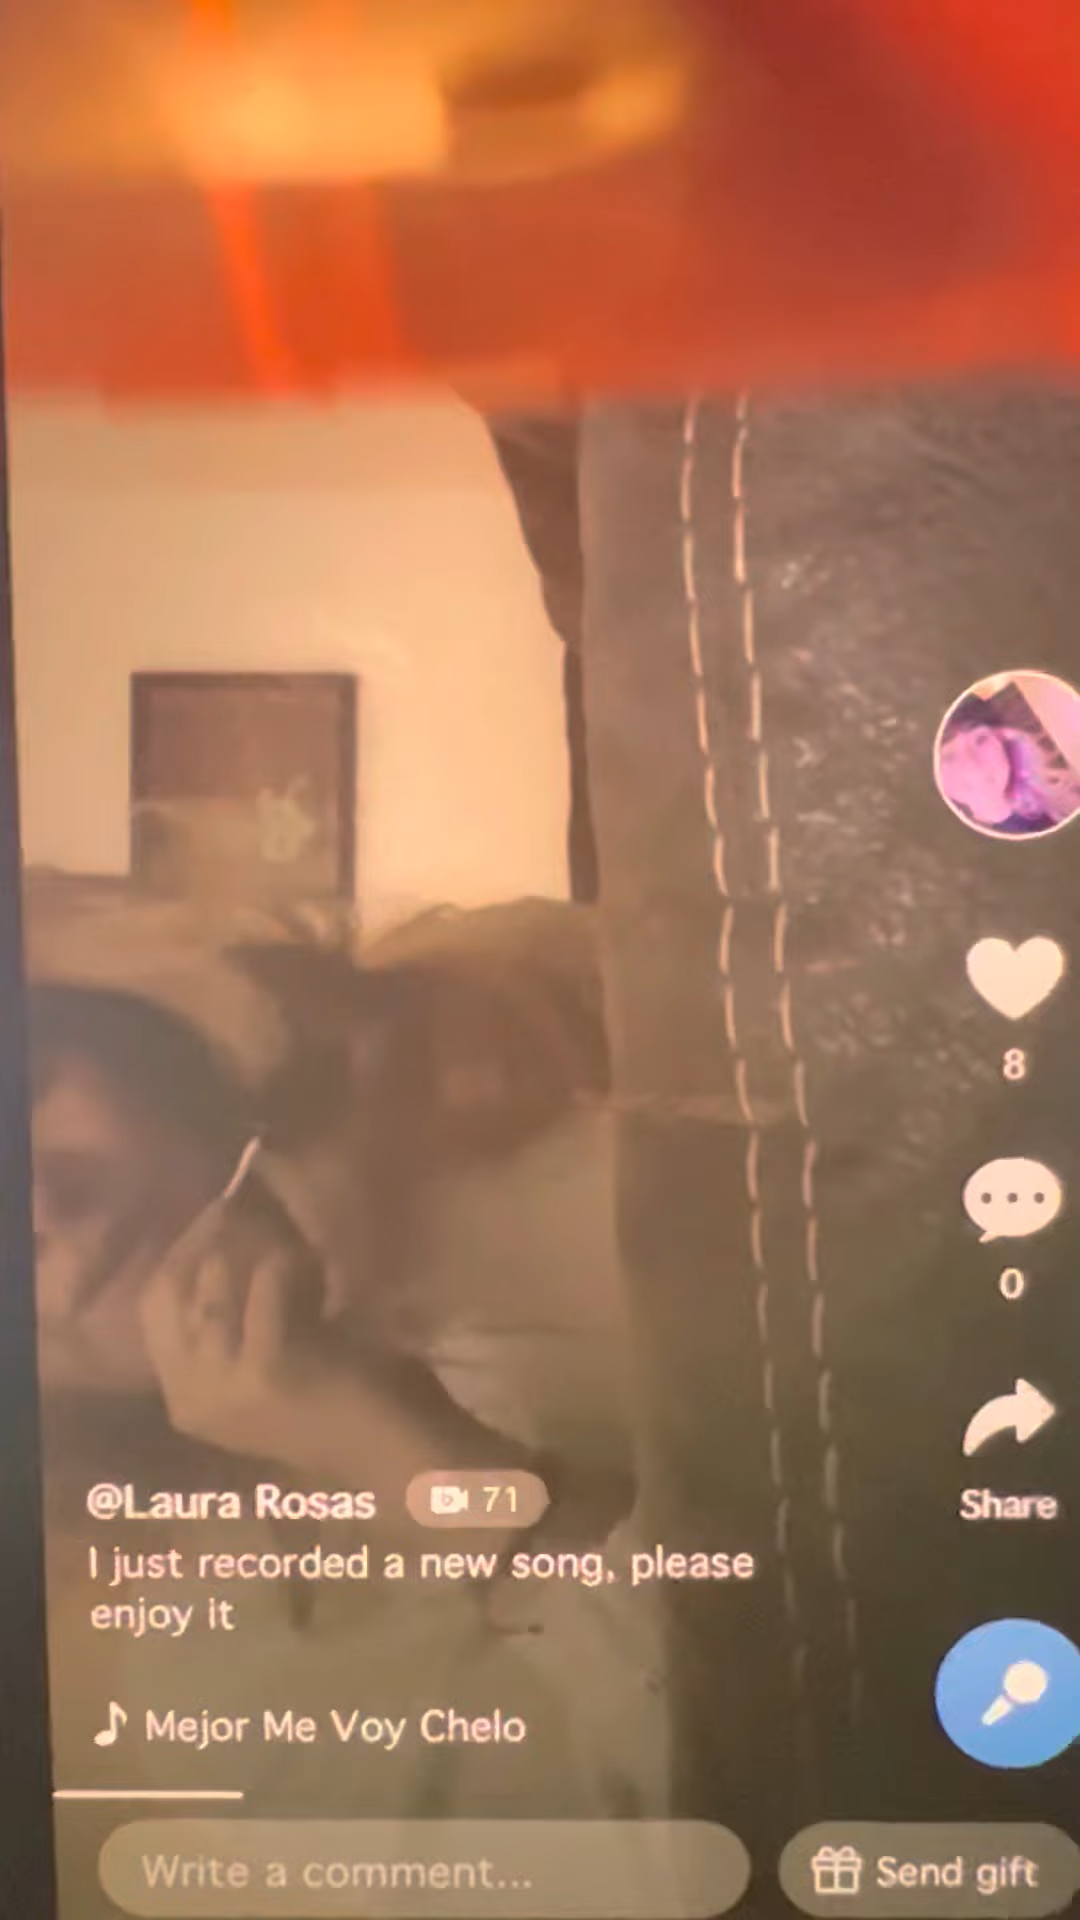 8
0
Share
@Laura Rosas 71
I just recorded a new song, please
enjoy it
Mejor Me Voy Chelo
Write a comment...
Send gift